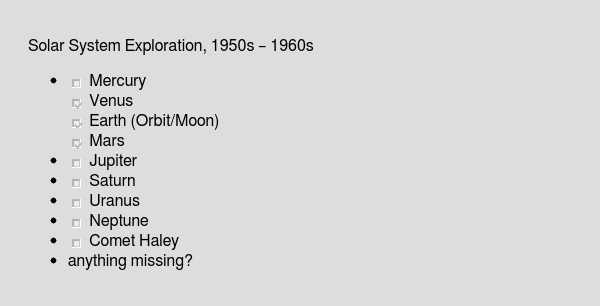 Solar System Exploration, 1950s – 1960s
Mercury
Venus
Earth (Orbit/Moon)
Mars
Jupiter
Saturn
Uranus
Neptune
Comet Haley
anything missing?